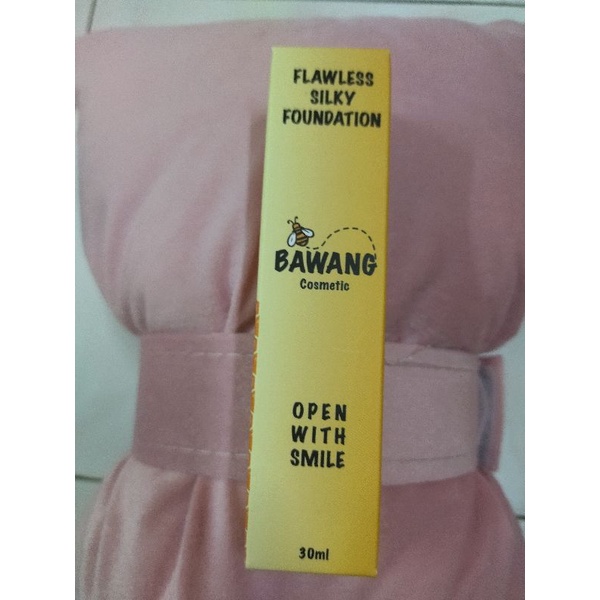 FLAWLESS
SILKY
FOUNDATION
BAWANG
Cosmetic
OPEN
WITH
SMILE
30ml